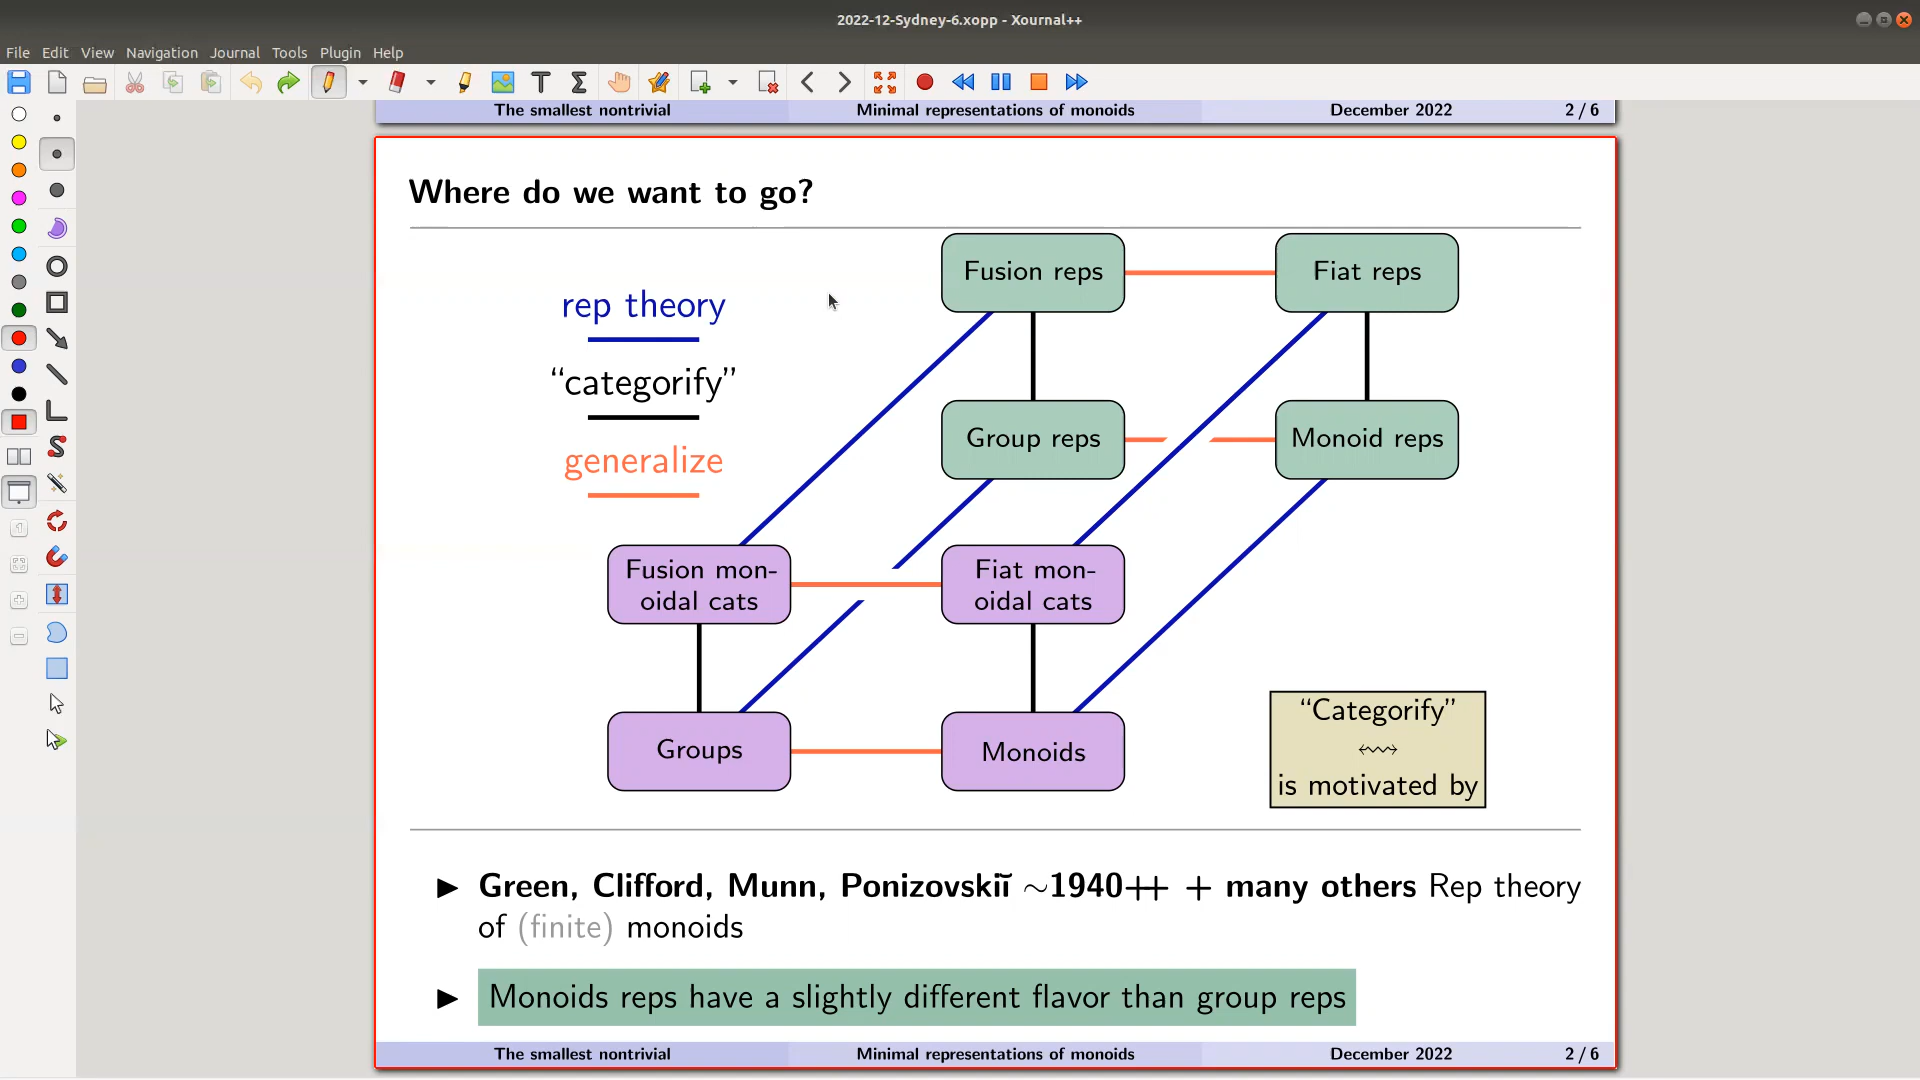 2022-12-Sydney-6.xopp - Xournal++
File Edit View Navigation Journal Tools Plugin Help
The smallest nontrivial Minimal representations of monoids December 2022 2 / 6
Where do we want to go?
rep theory
“categorify”
generalize
Fusion reps
Fiat reps
Group reps
Monoid reps
Fusion mon-
oidal cats
Fiat mon-
oidal cats
Groups
Monoids
“Categorify”
↭
is motivated by
▶ Green, Clifford, Munn, Ponizovskiĩ ~1940++ + many others Rep theory
of (finite) monoids
▶ Monoids reps have a slightly different flavor than group reps
The smallest nontrivial Minimal representations of monoids December 2022 2 / 6